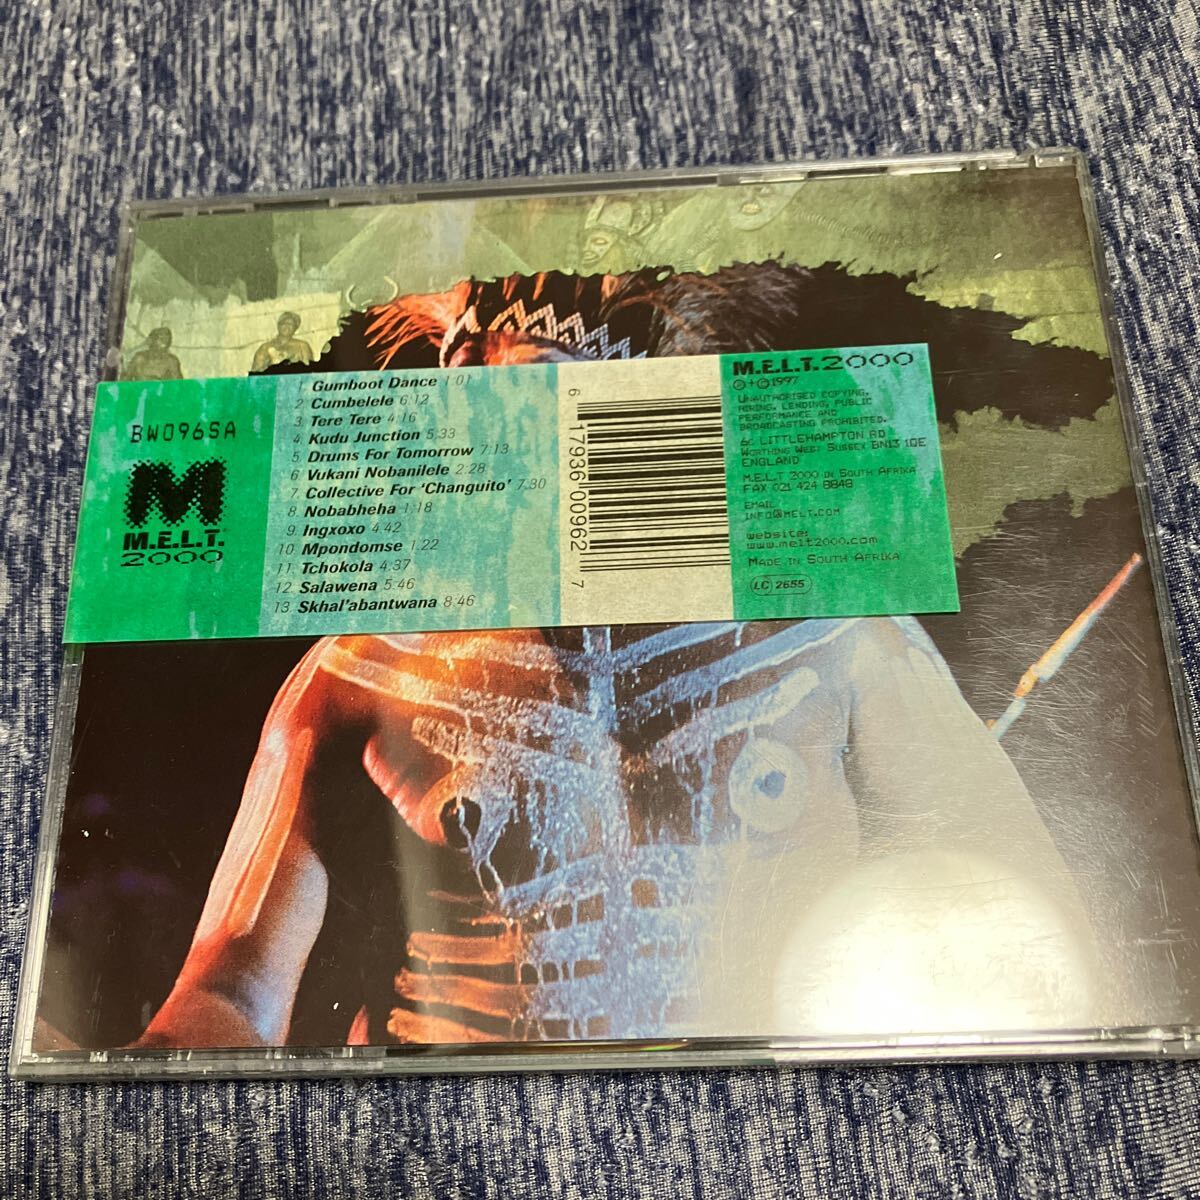 BW096SA
M
M.E.L.T.
2000
1. Gumboot Dance 1.01
2. Cumbelele 6:12
3. Tere Tere 4:16
4. Kudu Junction 5:33
5. Drums For Tomorrow 7:13
6. Vukani Nobanilele 2:28
7. Collective For ‘Changuito’ 7.30
8. Nobabheha 1:18
9. Ingxoxo 4.42
10. Mpondomse 1.22
11. Tchokola 4.37
12. Salawena 5:46
13. Skhal'abantwana 8:46
6 17936 00962 7
M.E.L.T.2000
℗+© 1997
Unauthorised copying,
hiring, lending, public
performance and
broadcasting prohibited.
6C LITTLEHAMPTON RD
Worthing West Sussex BN13 1QE
ENGLAND
M.E.L.T 2000 in South Afrika
FAX 021 424 8848
EMAIL
INFO@MELT.COM
website:
www.melt2000.com
Made in South Afrika
LC 2655